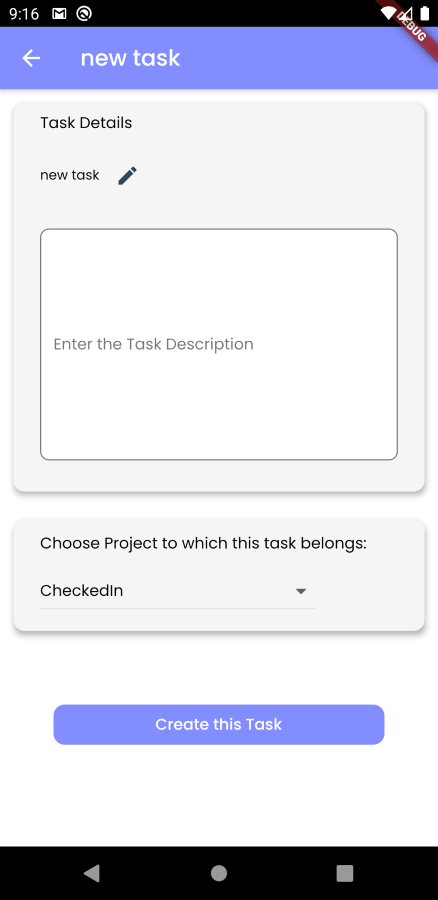 9:16
DEBUG
new task
Task Details
new task
Enter the Task Description
Choose Project to which this task belongs:
CheckedIn
Create this Task